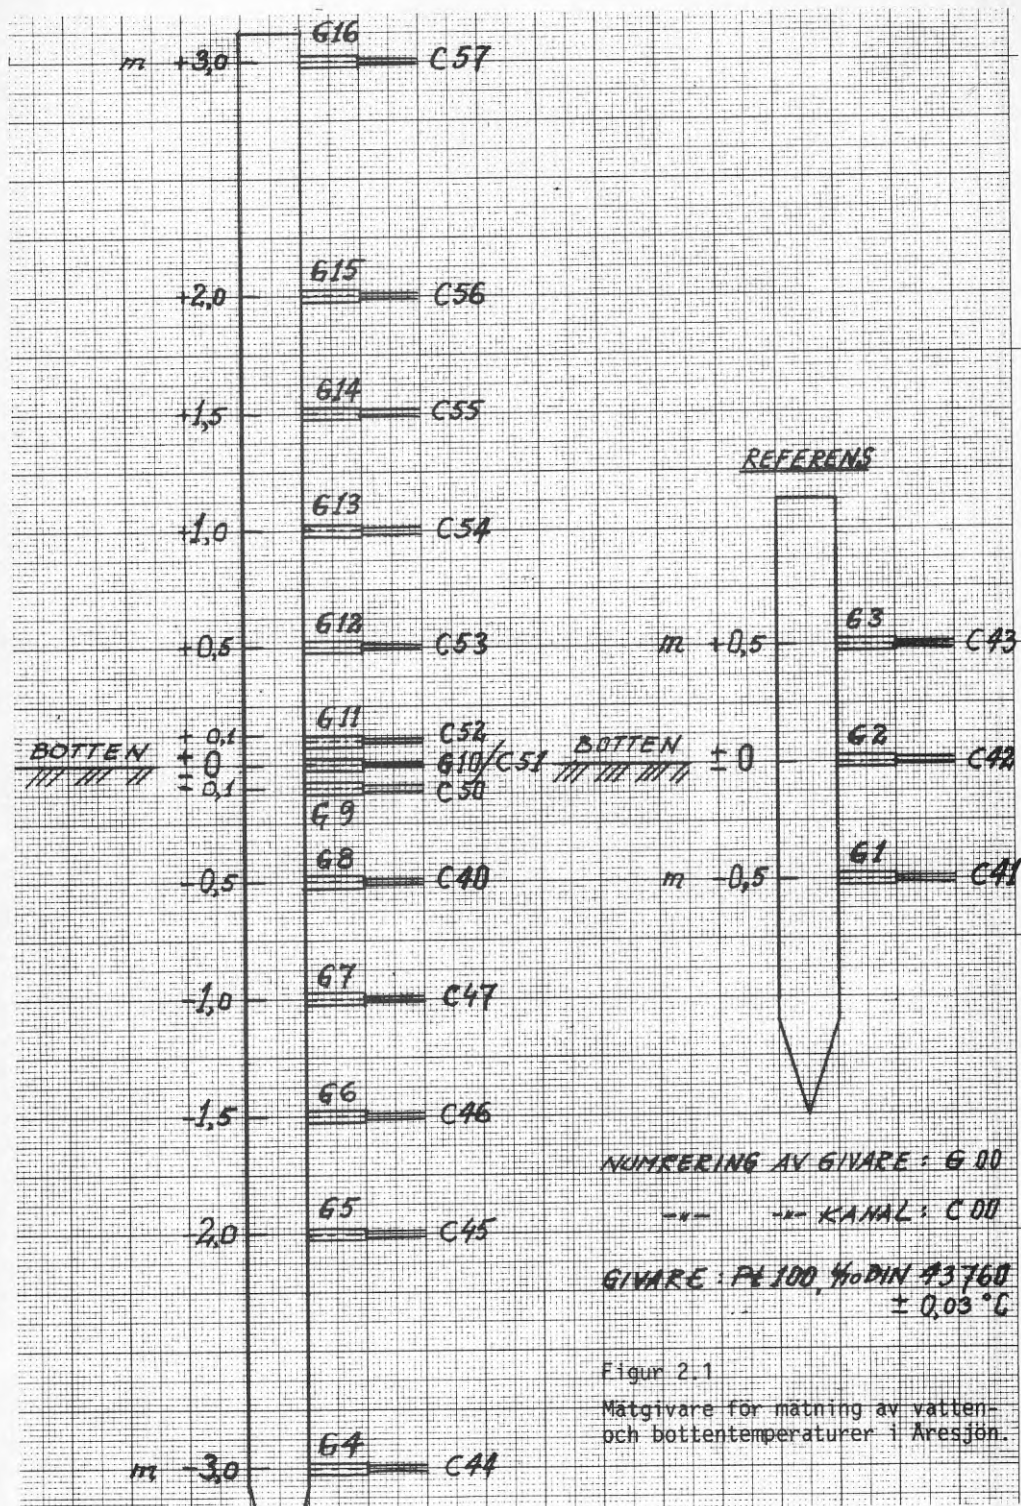 G16
m +3,0 C57
G15
+2,0 C56
G14
+1,5 C55
G13
+1,0 C54
G12
+0,5 C53
G11
+ 0,1 C52
BOTTEN ± 0 G10/C51
± 0,1 C50
G9
G8
-0,5 C40
G7
-1,0 C47
G6
-1,5 C46
G5
-2,0 C45
G4
m -3,0 C44
REFERENS
G3
m +0,5 C43
G2
BOTTEN ± 0 C42
G1
m -0,5 C41
NUMRERING AV GIVARE : G 00
-"- -"- KANAL : C 00
GIVARE : Pt 100, 1/10 DIN 43760
± 0,03 °C
Figur 2.1
Mätgivare för mätning av vatten-
och bottentemperaturer i Aresjön.